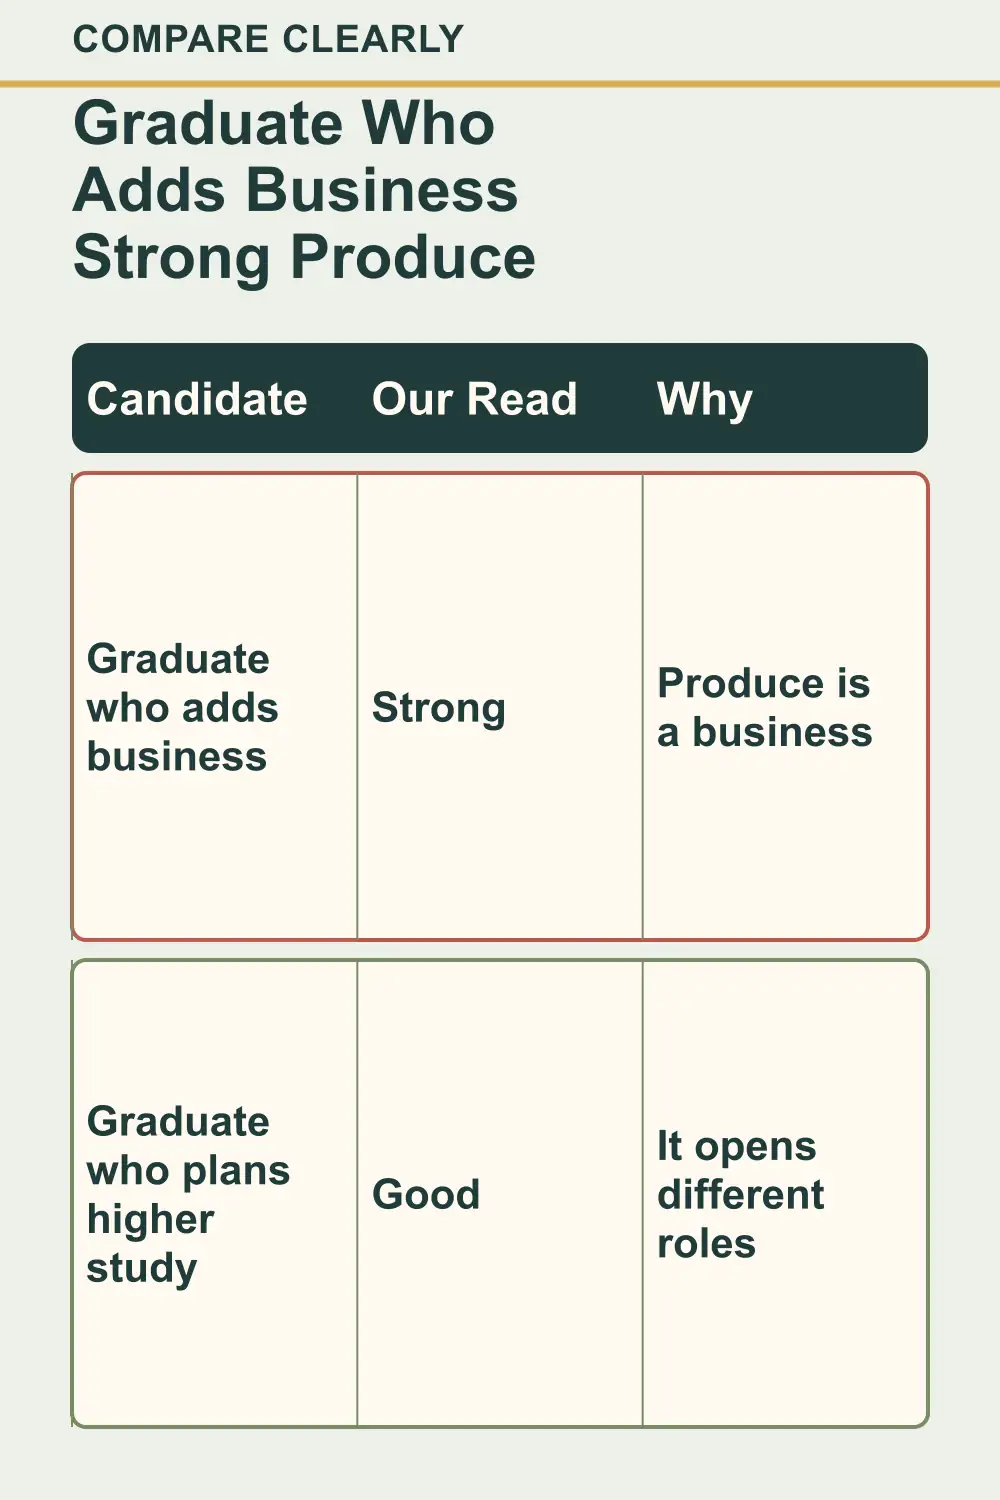 COMPARE CLEARLY
Graduate Who
Adds Business
Strong Produce
Candidate Our Read Why
Graduate
who adds
business
Strong
Produce is
a business
Graduate
who plans
higher
study
Good
It opens
different
roles